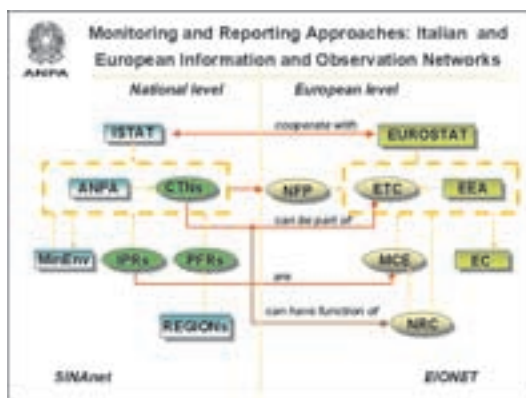 Monitoring and Reporting Approaches: Italian and
European Information and Observation Networks
ANPA
National level
European level
ISTAT
cooperate with
EUROSTAT
ANPA
CTNs
NFP
ETC
EEA
can be part of
MinEnv
IPRs
PFRs
MCE
EC
are
can have function of
REGIONs
NRC
SINAnet
EIONET